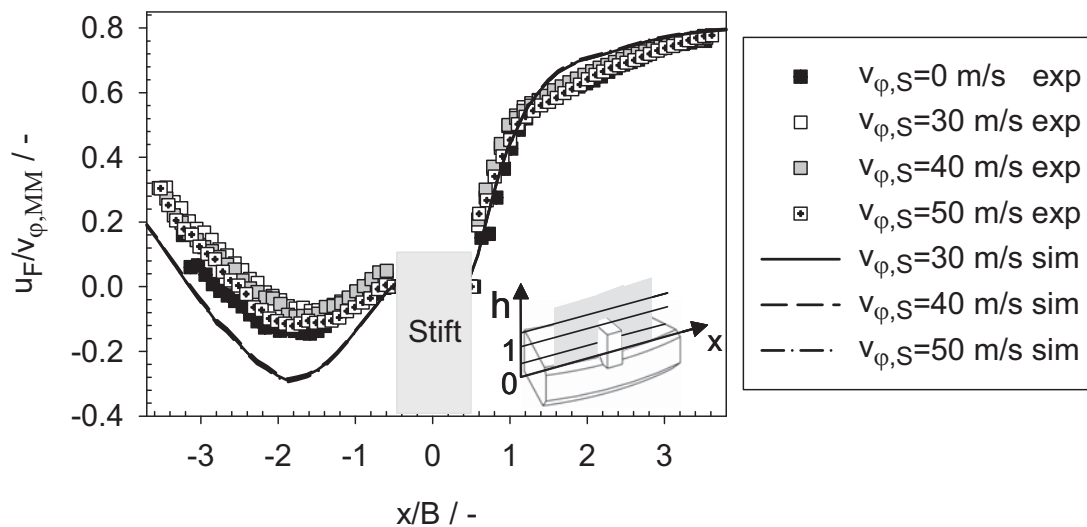 0.8
0.6
0.4
0.2
0.0
-0.2
-0.4
u_F/v_φ,MM / -
-3 -2 -1 0 1 2 3
x/B / -
Stift
h
1
0
x
v_φ,S=0 m/s exp
v_φ,S=30 m/s exp
v_φ,S=40 m/s exp
v_φ,S=50 m/s exp
v_φ,S=30 m/s sim
v_φ,S=40 m/s sim
v_φ,S=50 m/s sim